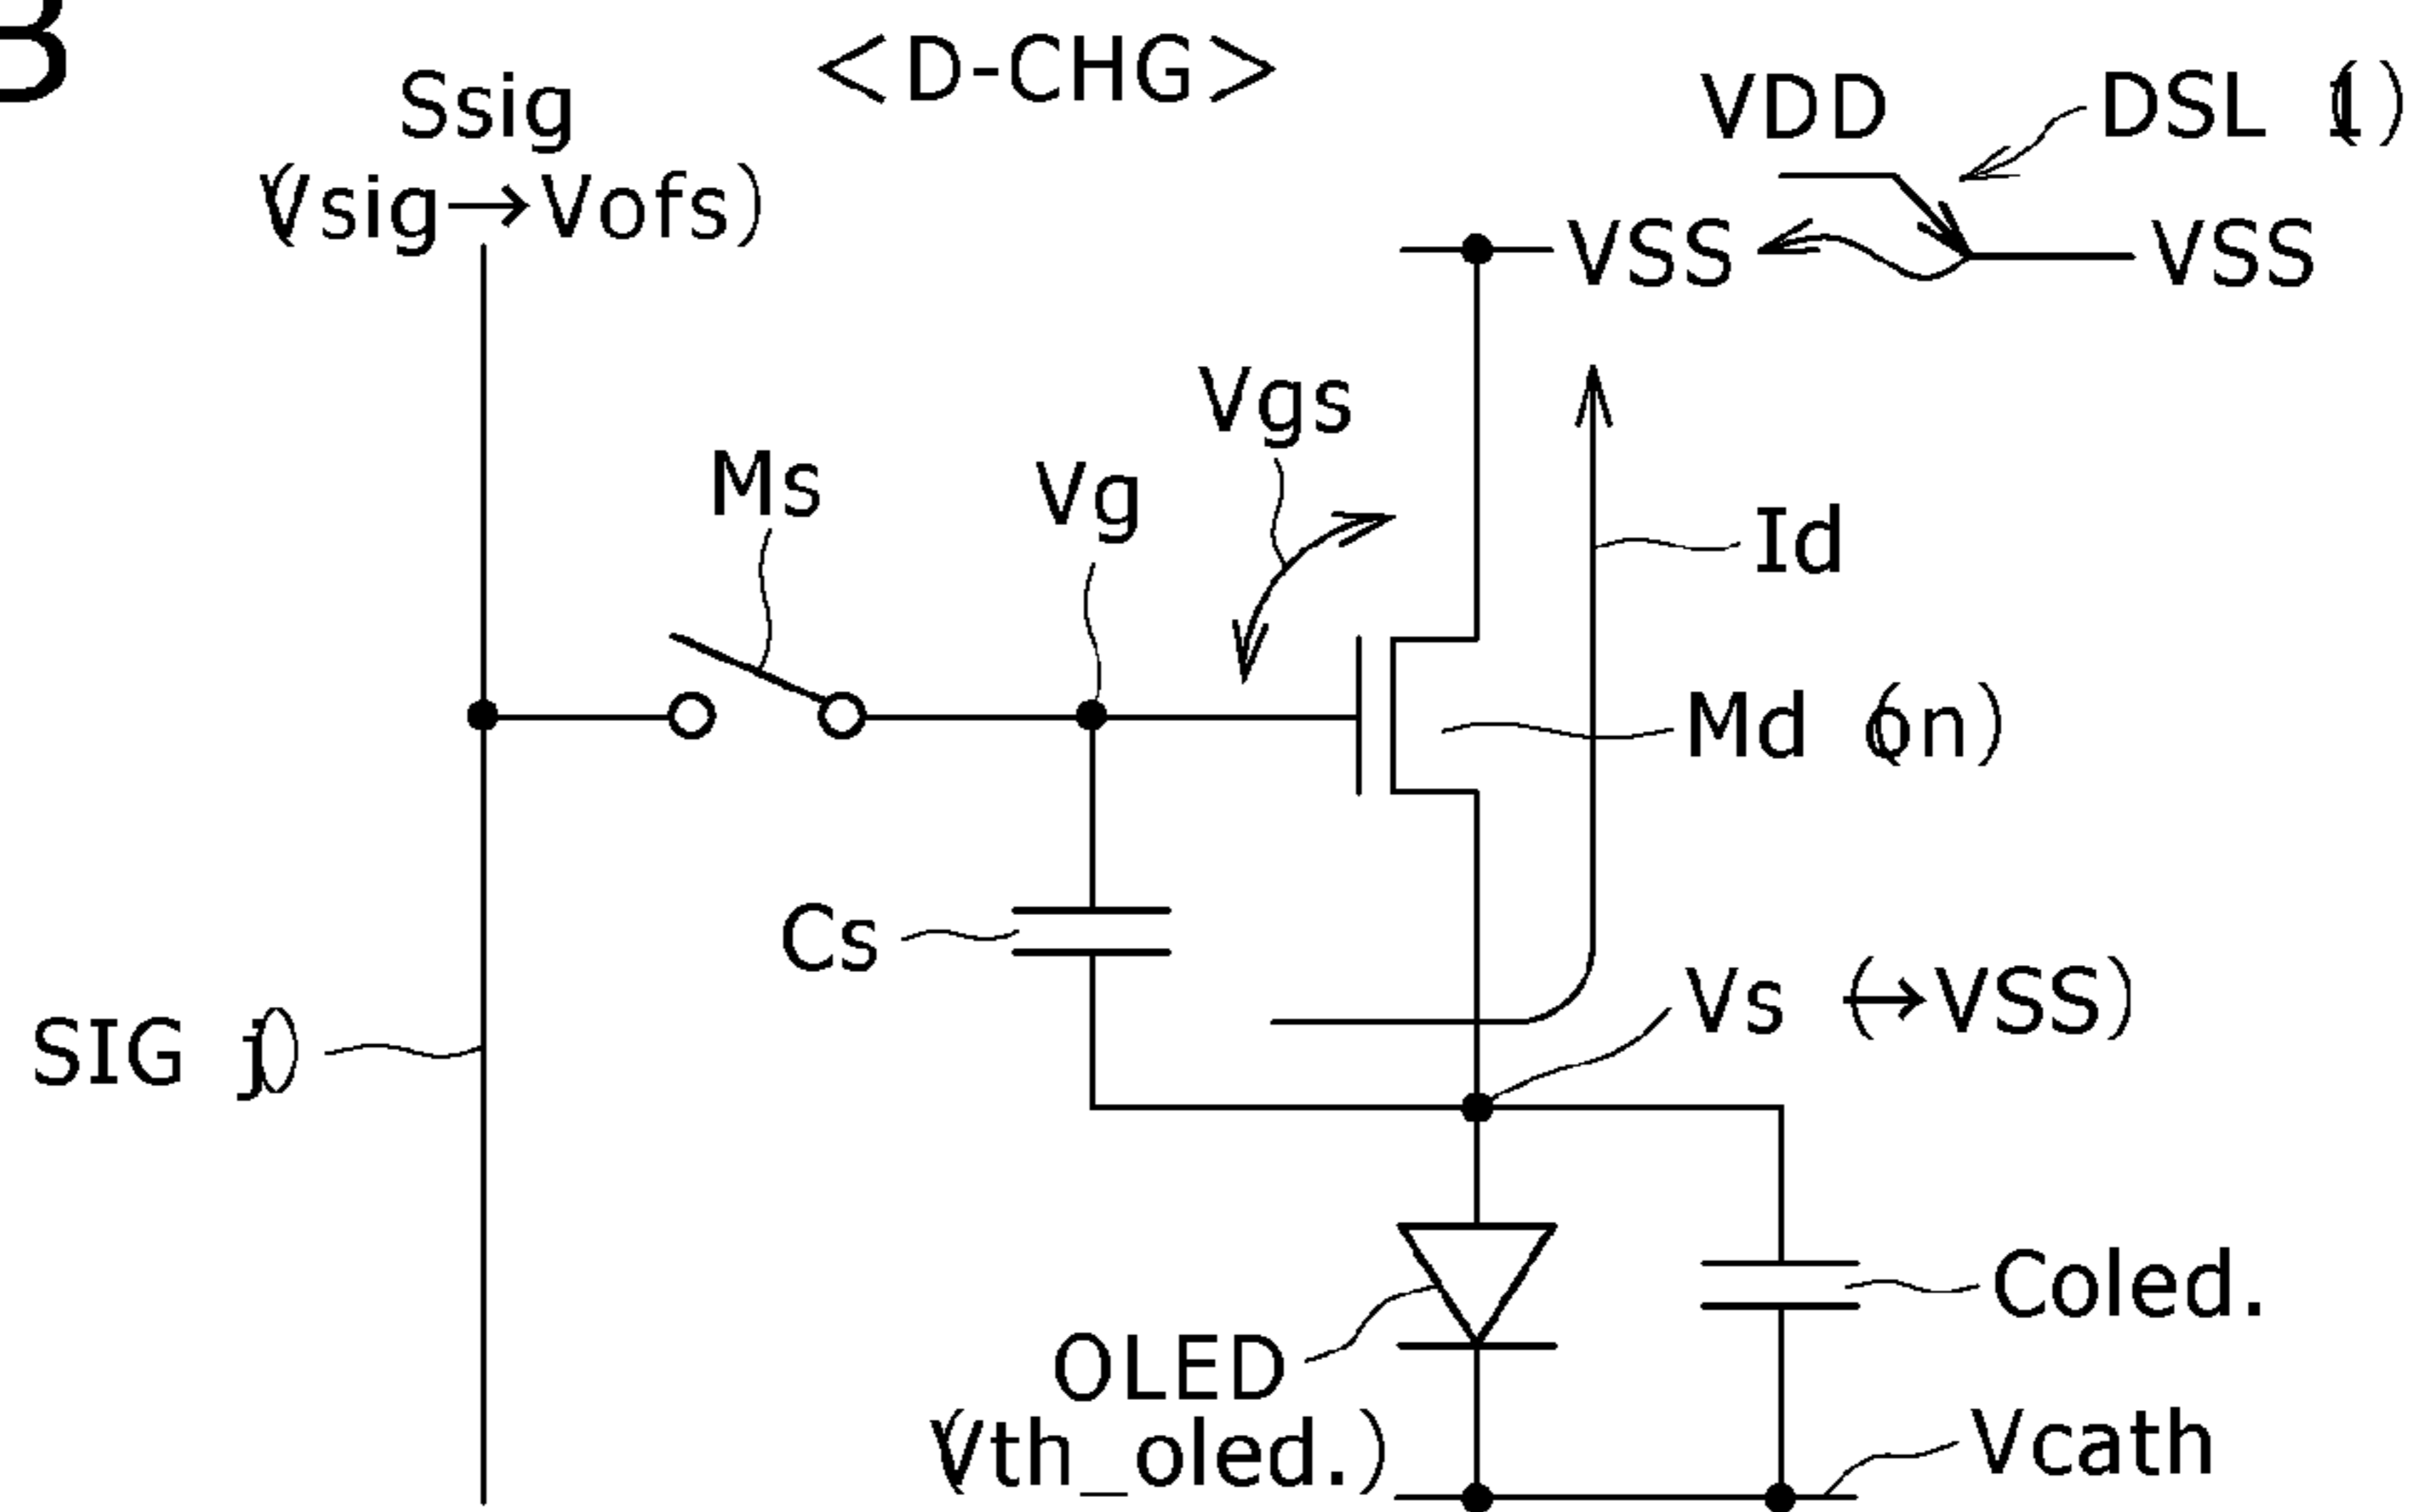 B
<D-CHG>
Ssig
(Vsig→Vofs)
VDD
DSL (1)
VSS
VSS
Vgs
Ms
Vg
Id
Md (on)
Cs
Vs (→VSS)
SIG (j)
Coled.
OLED
(Vth_oled.)
Vcath